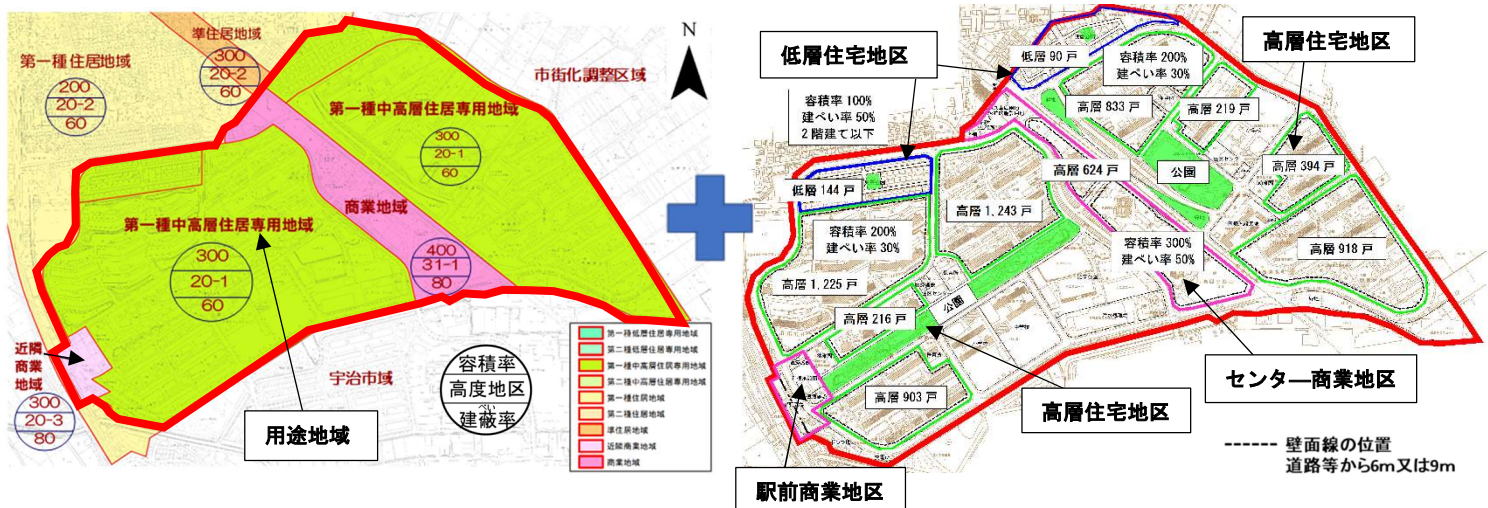 準住居地域
300
20-2
60
第一種住居地域
200
20-2
60
市街化調整区域
N
第一種中高層住居専用地域
300
20-1
60
商業地域
第一種中高層住居専用地域
300
20-1
60
400
31-1
80
近隣
商業
地域
300
20-3
80
宇治市域
用途地域
容積率
高度地区
ぺい
建蔽率
第一種低層住居専用地域
第二種低層住居専用地域
第一種中高層住居専用地域
第二種中高層住居専用地域
第一種住居地域
第二種住居地域
準住居地域
近隣商業地域
商業地域
低層住宅地区
容積率 100%
建ぺい率 50%
2 階建て以下
低層 90 戸
容積率 200%
建ぺい率 30%
高層住宅地区
高層 833 戸
高層 219 戸
公園
高層 394 戸
高層 624 戸
低層 144 戸
高層 1,243 戸
容積率 200%
建ぺい率 30%
容積率 300%
建ぺい率 50%
高層 918 戸
高層 1,225 戸
公園
高層 216 戸
高層 903 戸
高層住宅地区
センター商業地区
駅前商業地区
壁面線の位置
道路等から6m又は9m